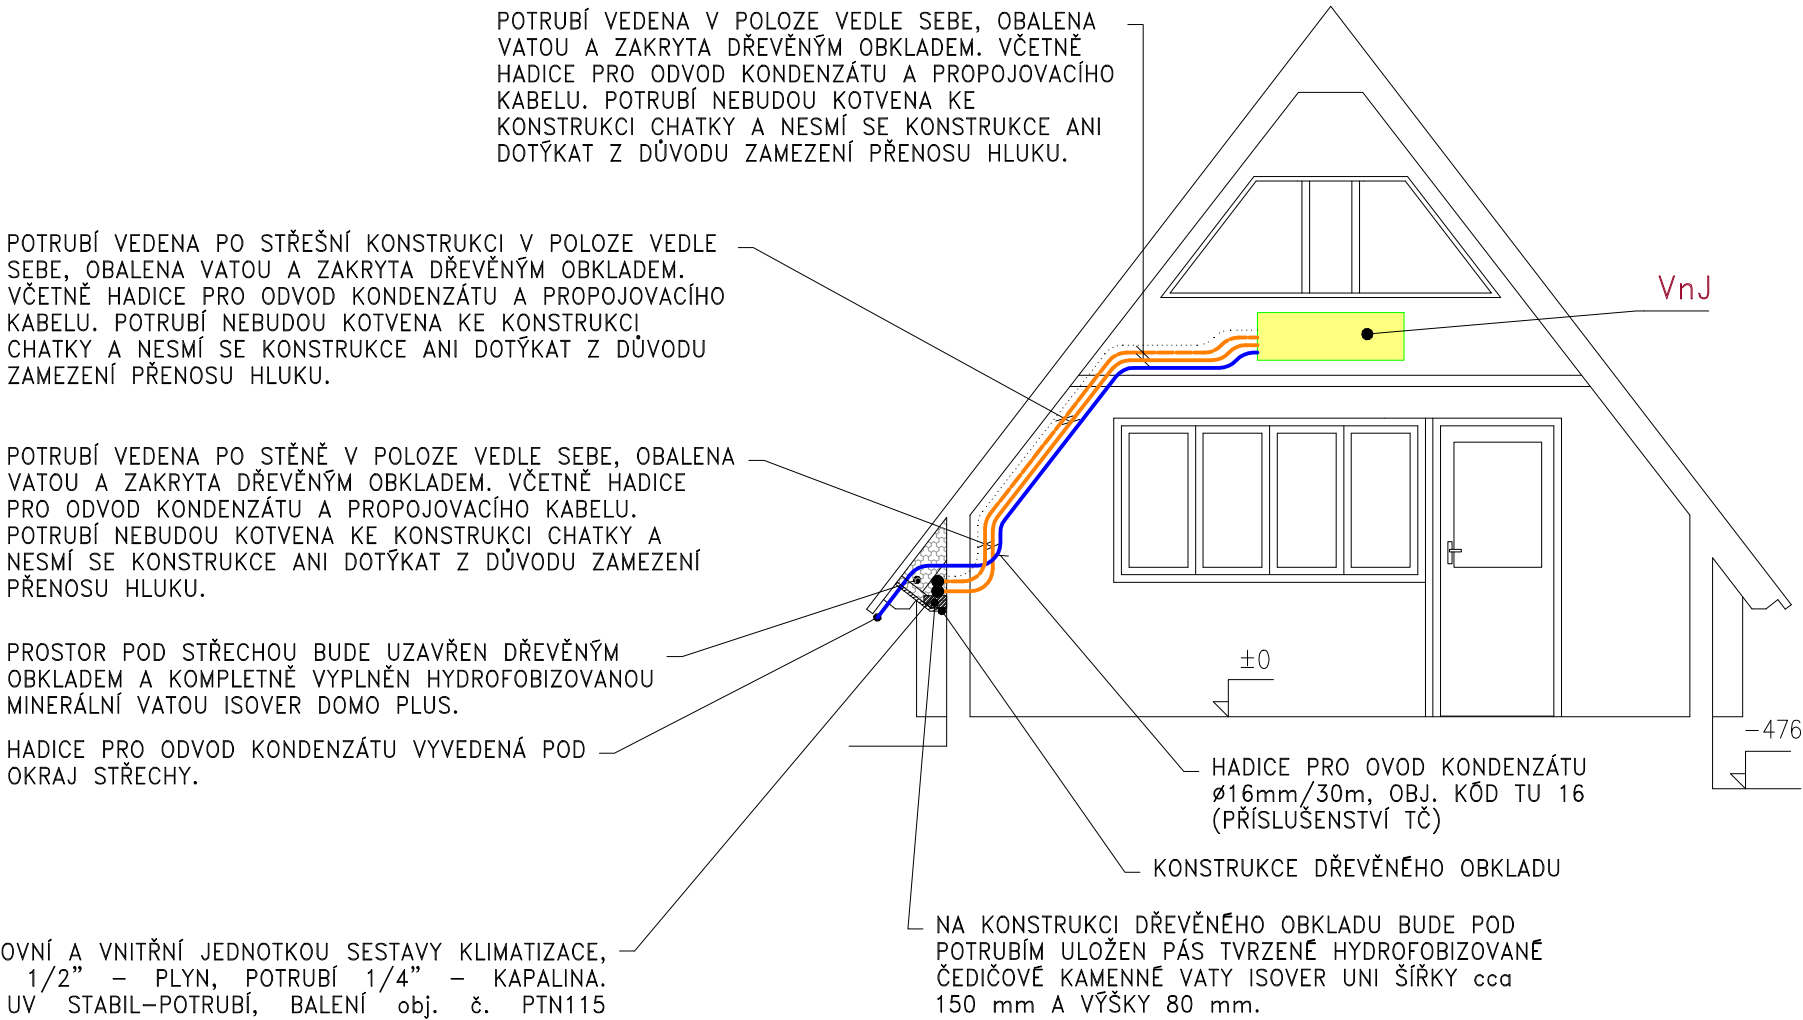 POTRUBÍ VEDENA V POLOZE VEDLE SEBE, OBALENA
VATOU A ZAKRYTA DŘEVĚNÝM OBKLADEM. VČETNĚ
HADICE PRO ODVOD KONDENZÁTU A PROPOJOVACÍHO
KABELU. POTRUBÍ NEBUDOU KOTVENA KE
KONSTRUKCI CHATKY A NESMÍ SE KONSTRUKCE ANI
DOTÝKAT Z DŮVODU ZAMEZENÍ PŘENOSU HLUKU.
POTRUBÍ VEDENA PO STŘEŠNÍ KONSTRUKCI V POLOZE VEDLE
SEBE, OBALENA VATOU A ZAKRYTA DŘEVĚNÝM OBKLADEM.
VČETNĚ HADICE PRO ODVOD KONDENZÁTU A PROPOJOVACÍHO
KABELU. POTRUBÍ NEBUDOU KOTVENA KE KONSTRUKCI
CHATKY A NESMÍ SE KONSTRUKCE ANI DOTÝKAT Z DŮVODU
ZAMEZENÍ PŘENOSU HLUKU.
VnJ
POTRUBÍ VEDENA PO STĚNĚ V POLOZE VEDLE SEBE, OBALENA
VATOU A ZAKRYTA DŘEVĚNÝM OBKLADEM. VČETNĚ HADICE
PRO ODVOD KONDENZÁTU A PROPOJOVACÍHO KABELU.
POTRUBÍ NEBUDOU KOTVENA KE KONSTRUKCI CHATKY A
NESMÍ SE KONSTRUKCE ANI DOTÝKAT Z DŮVODU ZAMEZENÍ
PŘENOSU HLUKU.
PROSTOR POD STŘECHOU BUDE UZAVŘEN DŘEVĚNÝM
OBKLADEM A KOMPLETNĚ VYPLNĚN HYDROFOBIZOVANOU
MINERÁLNÍ VATOU ISOVER DOMO PLUS.
±0
-476
HADICE PRO ODVOD KONDENZÁTU VYVEDENÁ POD
OKRAJ STŘECHY.
HADICE PRO OVOD KONDENZÁTU
ø16mm/30m, OBJ. KÓD TU 16
(PŘÍSLUŠENSTVÍ TČ)
KONSTRUKCE DŘEVĚNÉHO OBKLADU
NA KONSTRUKCI DŘEVĚNÉHO OBKLADU BUDE POD
POTRUBÍM ULOŽEN PÁS TVRZENÉ HYDROFOBIZOVANÉ
ČEDIČOVÉ KAMENNÉ VATY ISOVER UNI ŠÍŘKY cca
150 mm A VÝŠKY 80 mm.
OVNÍ A VNITŘNÍ JEDNOTKOU SESTAVY KLIMATIZACE,
1/2" – PLYN, POTRUBÍ 1/4" – KAPALINA.
UV STABIL-POTRUBÍ, BALENÍ obj. č. PTN115